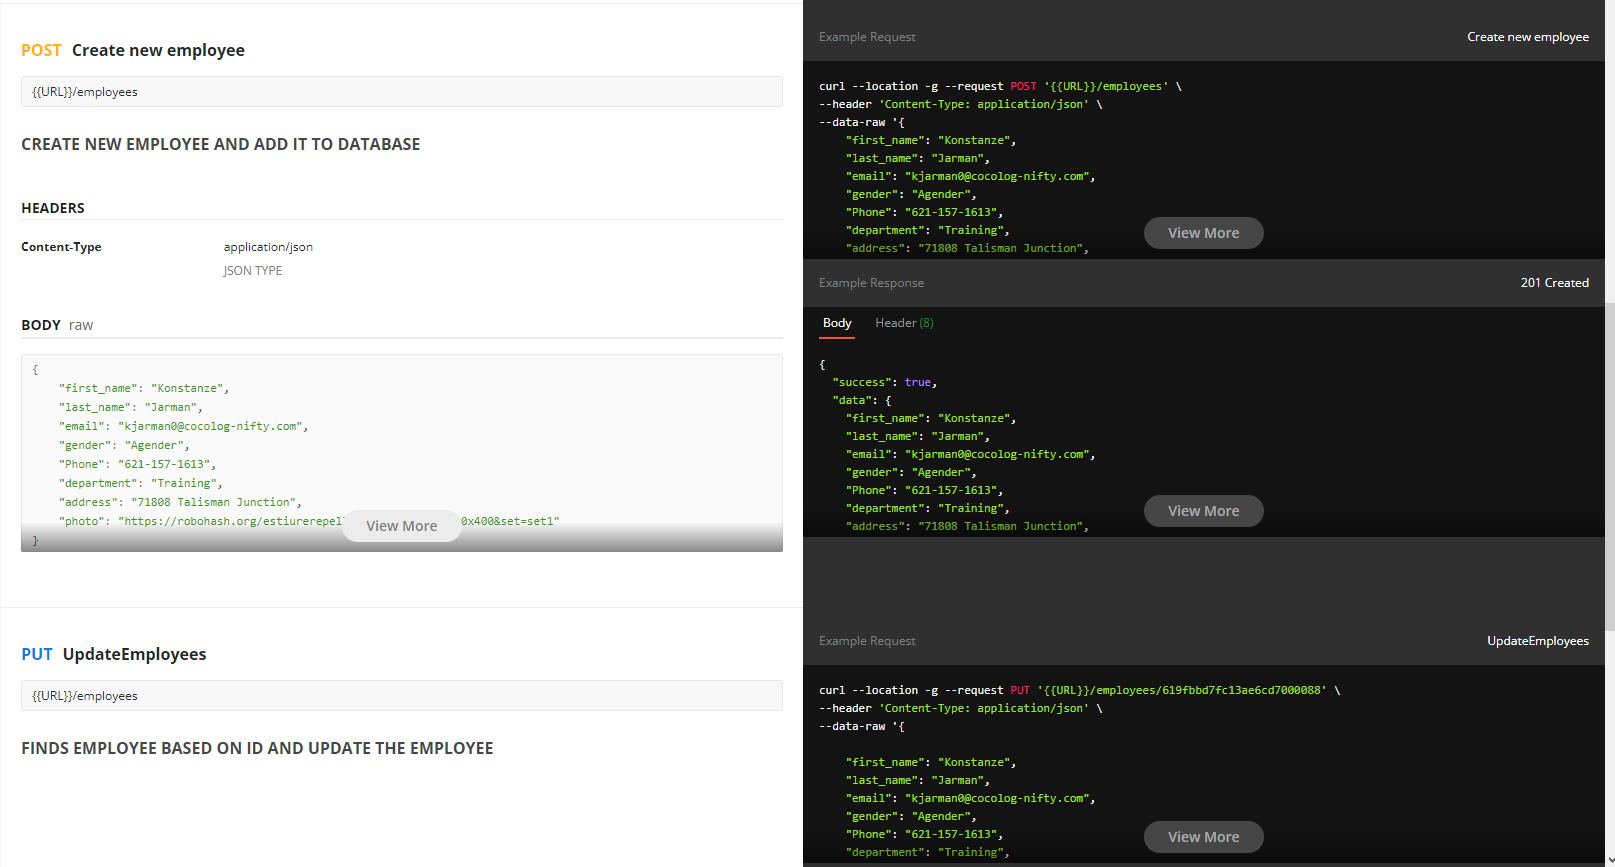 POST Create new employee
{{URL}}/employees
CREATE NEW EMPLOYEE AND ADD IT TO DATABASE
HEADERS
Content-Type application/json
JSON TYPE
BODY raw
{
"first_name": "Konstanze",
"last_name": "Jarman",
"email": "kjarman0@cocolog-nifty.com",
"gender": "Agender",
"Phone": "621-157-1613",
"department": "Training",
"address": "71808 Talisman Junction",
"photo": "https://robohash.org/estiurerepel 0x400&set=set1"
View More
}
PUT UpdateEmployees
{{URL}}/employees
FINDS EMPLOYEE BASED ON ID AND UPDATE THE EMPLOYEE
Example Request Create new employee
curl --location -g --request POST '{{URL}}/employees' \
--header 'Content-Type: application/json' \
--data-raw '{
"first_name": "Konstanze",
"last_name": "Jarman",
"email": "kjarman0@cocolog-nifty.com",
"gender": "Agender",
"Phone": "621-157-1613",
"department": "Training",
View More
"address": "71808 Talisman Junction",
Example Response 201 Created
Body Header (8)
{
"success": true,
"data": {
"first_name": "Konstanze",
"last_name": "Jarman",
"email": "kjarman0@cocolog-nifty.com",
"gender": "Agender",
"Phone": "621-157-1613",
"department": "Training",
View More
"address": "71808 Talisman Junction",
Example Request UpdateEmployees
curl --location -g --request PUT '{{URL}}/employees/619fbbd7fc13ae6cd7000088' \
--header 'Content-Type: application/json' \
--data-raw '{
"first_name": "Konstanze",
"last_name": "Jarman",
"email": "kjarman0@cocolog-nifty.com",
"gender": "Agender",
"Phone": "621-157-1613",
View More
"department": "Training",